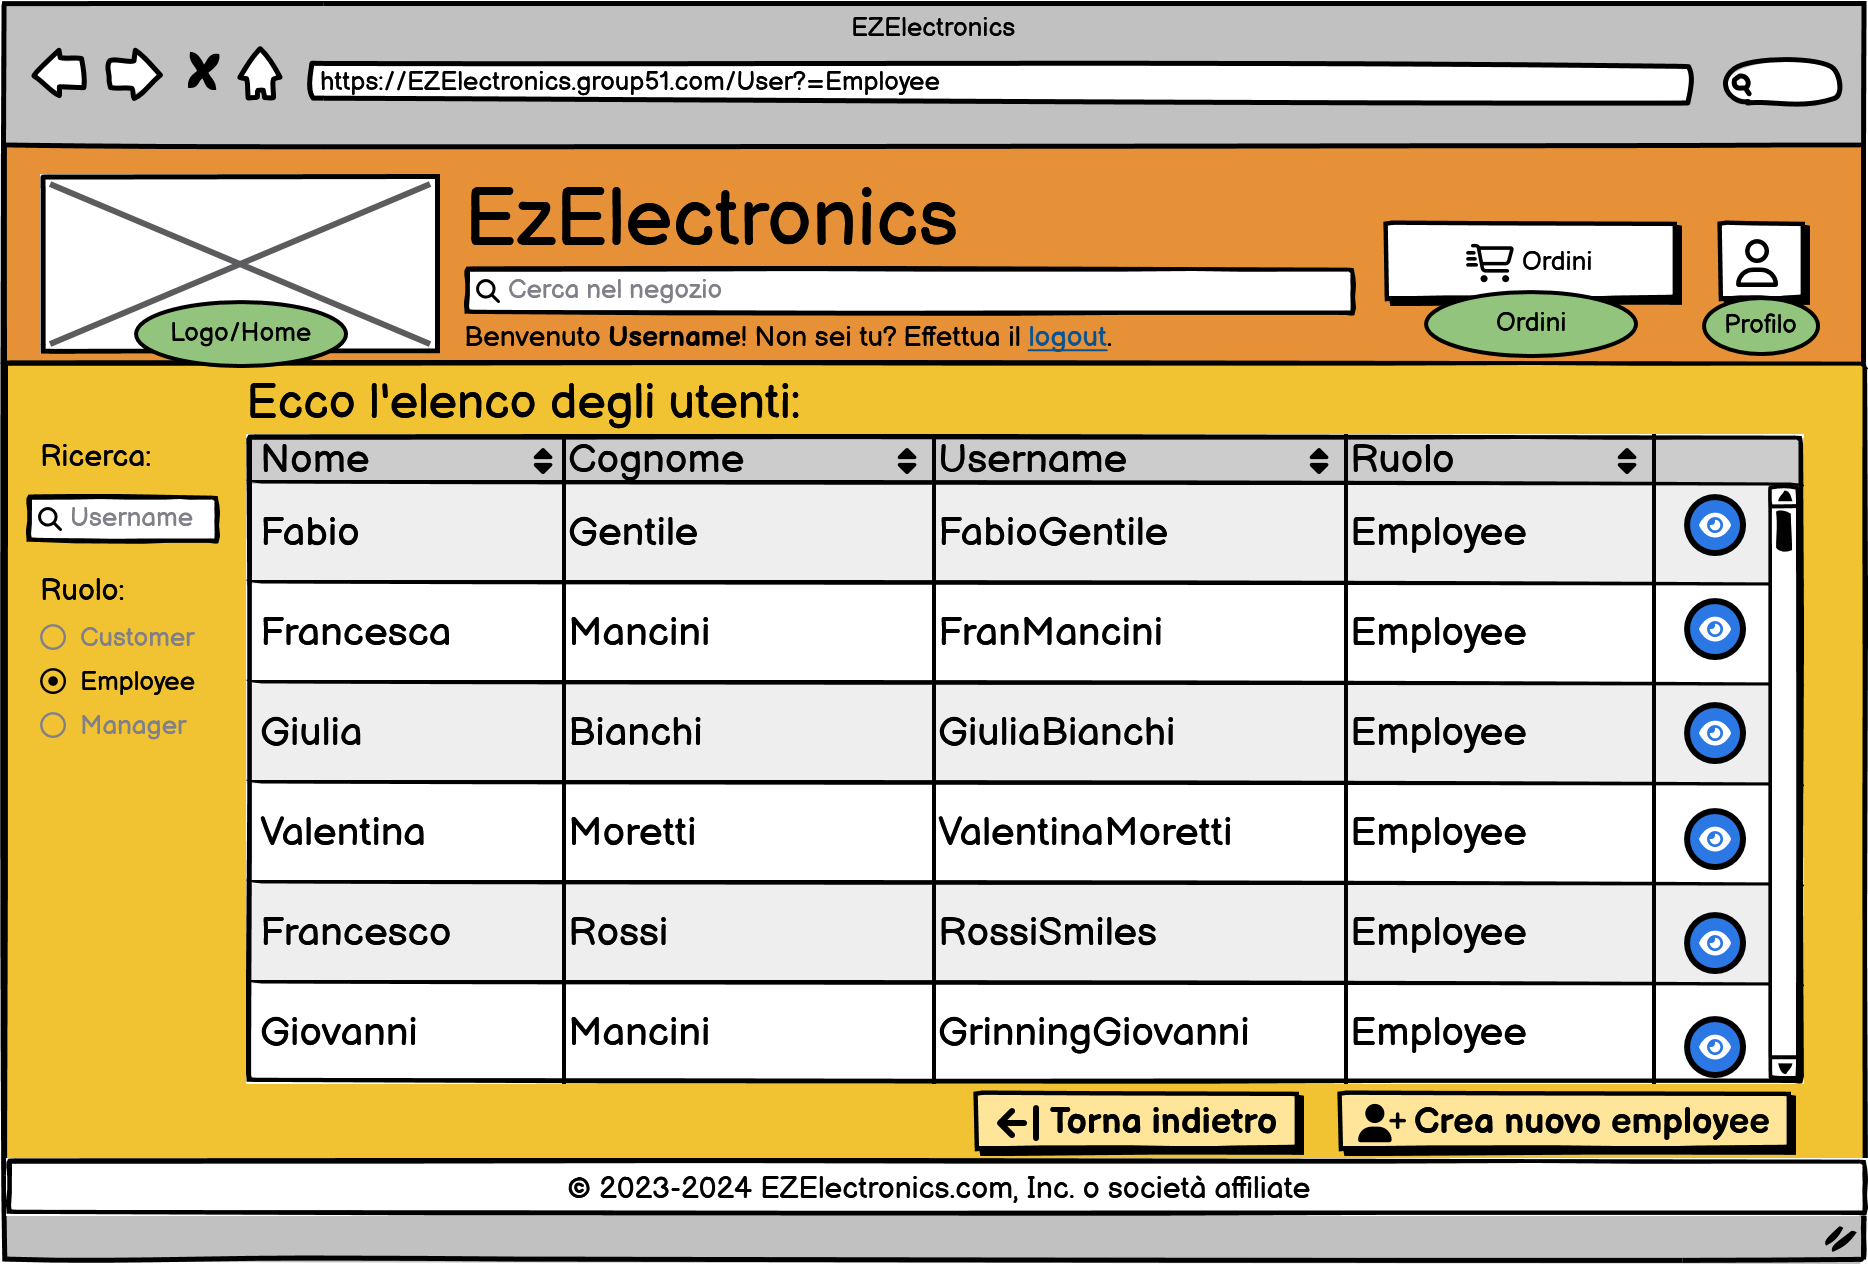 EZElectronics
https://EZElectronics.group51.com/User?=Employee
EzElectronics
Cerca nel negozio
Benvenuto Username! Non sei tu? Effettua il logout.
Logo/Home
Ordini
Ordini
Profilo
Ecco l'elenco degli utenti:
Ricerca:
Username
Ruolo:
Customer
Employee
Manager
Nome Cognome Username Ruolo
Fabio Gentile FabioGentile Employee
Francesca Mancini FranMancini Employee
Giulia Bianchi GiuliaBianchi Employee
Valentina Moretti ValentinaMoretti Employee
Francesco Rossi RossiSmiles Employee
Giovanni Mancini GrinningGiovanni Employee
Torna indietro
Crea nuovo employee
© 2023-2024 EZElectronics.com, Inc. o società affiliate